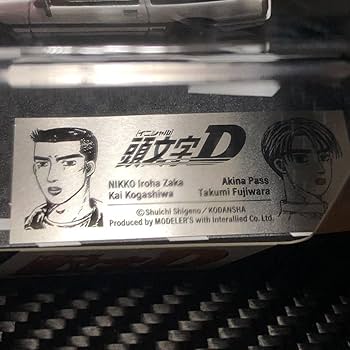 イニシャル
頭文字D
NIKKO Iroha Zaka
Kai Kogashiwa
Akina Pass
Takumi Fujiwara
©Shuichi Shigeno／KODANSHA
Produced by MODELER'S with Interallied Co. Ltd.